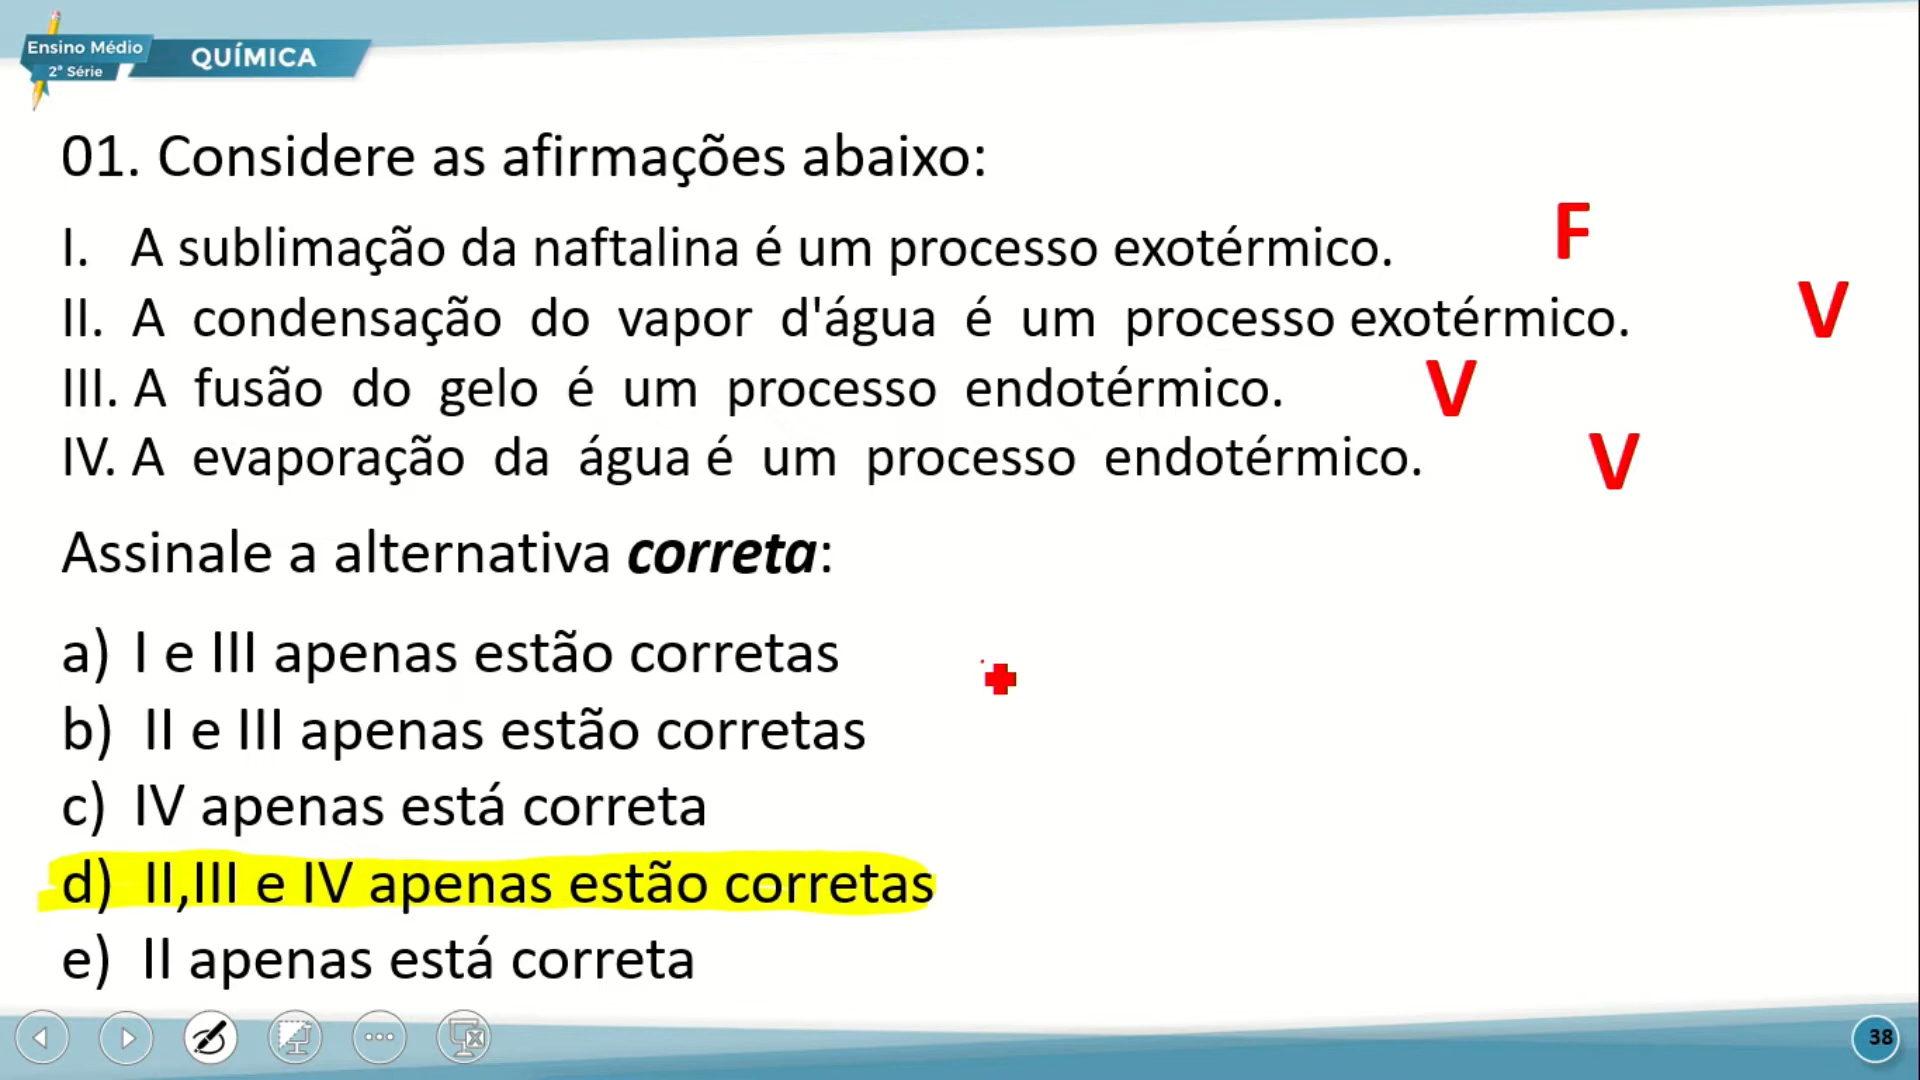 Ensino Médio
2ª Série
QUÍMICA
01. Considere as afirmações abaixo:
I. A sublimação da naftalina é um processo exotérmico. F
II. A condensação do vapor d'água é um processo exotérmico. V
III. A fusão do gelo é um processo endotérmico. V
IV. A evaporação da água é um processo endotérmico. V
Assinale a alternativa correta:
a) I e III apenas estão corretas
b) II e III apenas estão corretas
c) IV apenas está correta
d) II,III e IV apenas estão corretas
e) II apenas está correta
38